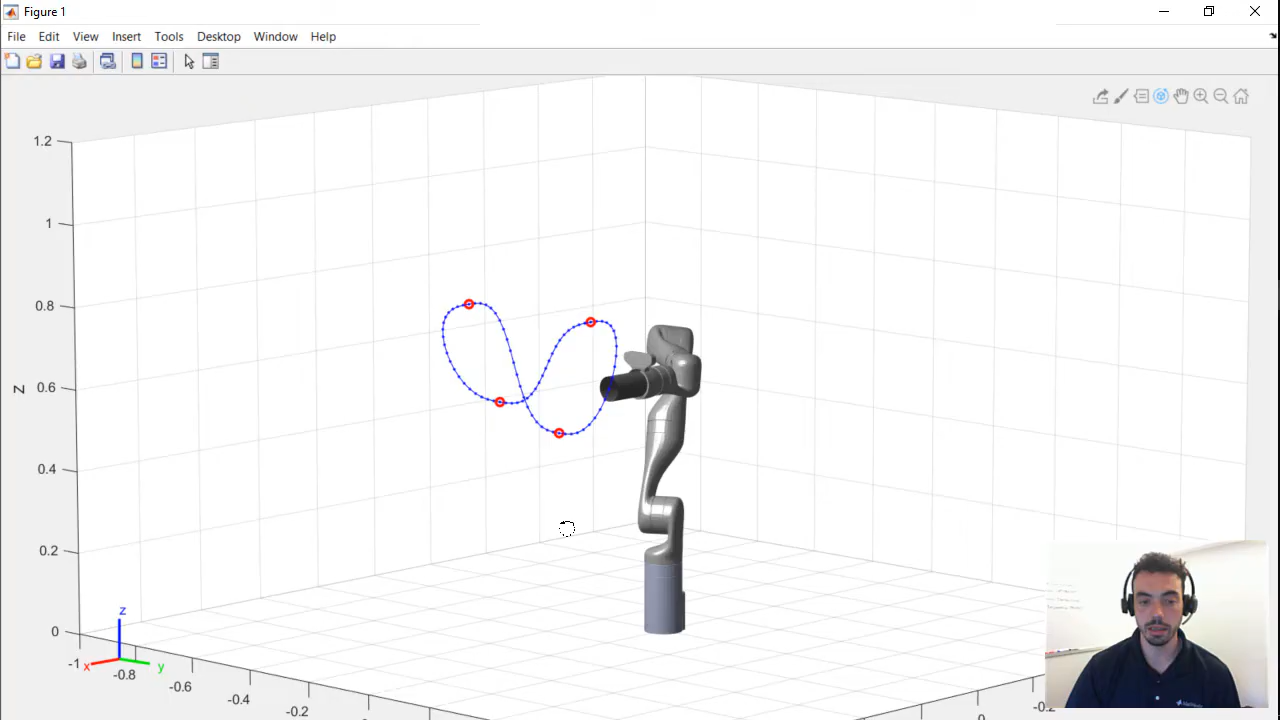 Figure 1
File Edit View Insert Tools Desktop Window Help
1.2
1
0.8
0.6
0.4
0.2
0
Z
z
x
y
-1
-0.8
-0.6
-0.4
-0.2
0
-0.2